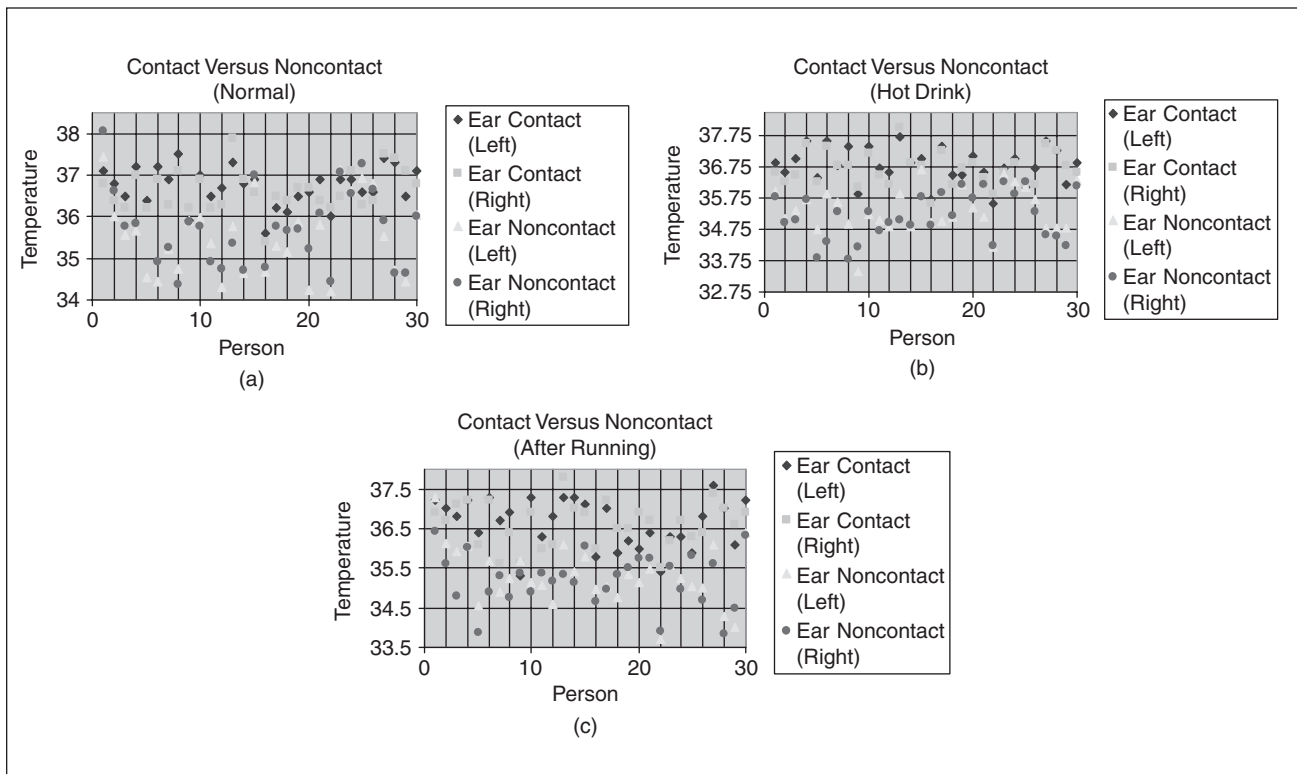 Contact Versus Noncontact
(Normal)
Temperature
38
37
36
35
34
0
10
20
30
Person
(a)
Ear Contact
(Left)
Ear Contact
(Right)
Ear Noncontact
(Left)
Ear Noncontact
(Right)
Contact Versus Noncontact
(Hot Drink)
Temperature
37.75
36.75
35.75
34.75
33.75
32.75
0
10
20
30
Person
(b)
Ear Contact
(Left)
Ear Contact
(Right)
Ear Noncontact
(Left)
Ear Noncontact
(Right)
Contact Versus Noncontact
(After Running)
Temperature
37.5
36.5
35.5
34.5
33.5
0
10
20
30
Person
(c)
Ear Contact
(Left)
Ear Contact
(Right)
Ear Noncontact
(Left)
Ear Noncontact
(Right)